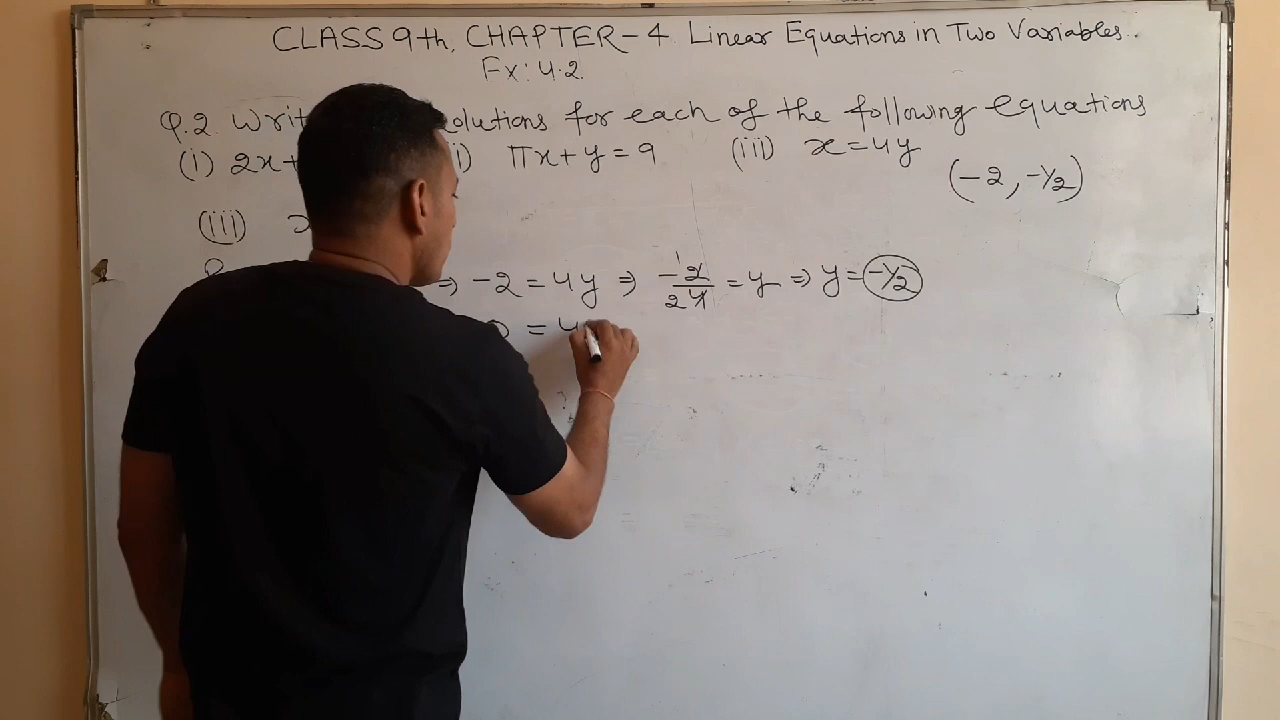 CLASS 9th, CHAPTER-4 Linear Equations in Two Variables.
Ex: 4.2.
Q.2 Writ olutions for each of the following equations
(i) 2x+ i) πx+y=9 (iii) x=4y
(-2, -1/2)
(iii)
⇒ -2 = 4y ⇒ -2/4 = y ⇒ y = -1/2
0 = 4